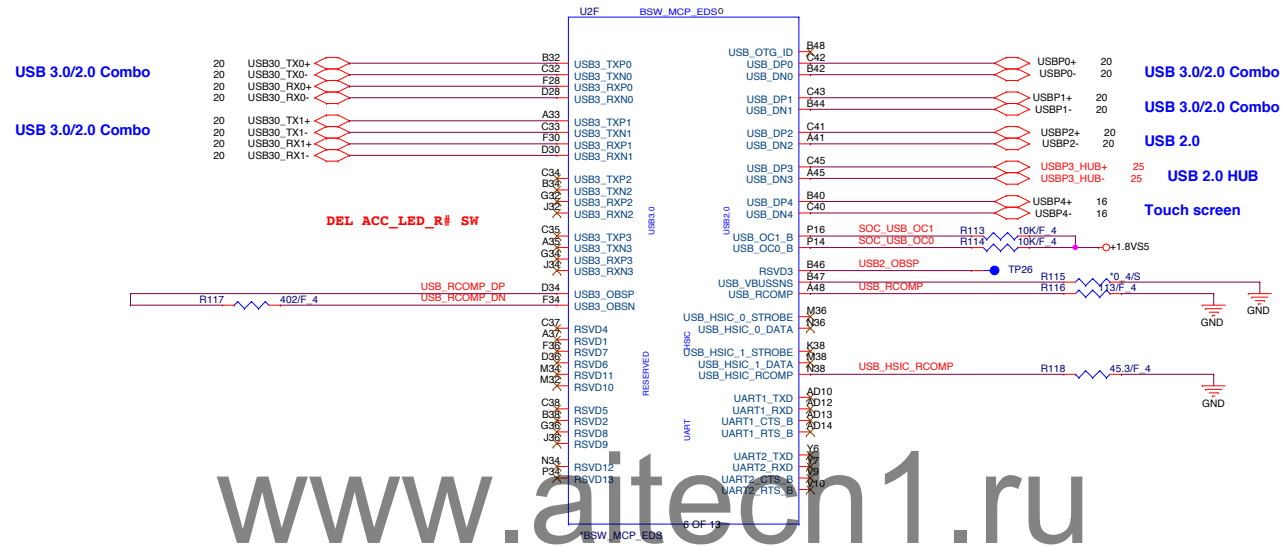 U2F BSW_MCP_EDS0
USB 3.0/2.0 Combo
20 USB30_TX0+ B32 USB3_TXP0
20 USB30_TX0- C32 USB3_TXN0
20 USB30_RX0+ F28 USB3_RXP0
20 USB30_RX0- D28 USB3_RXN0
USB 3.0/2.0 Combo
20 USB30_TX1+ A33 USB3_TXP1
20 USB30_TX1- C33 USB3_TXN1
20 USB30_RX1+ F30 USB3_RXP1
20 USB30_RX1- D30 USB3_RXN1
C34 USB3_TXP2
B34 USB3_TXN2
G32 USB3_RXP2
J32 USB3_RXN2
DEL ACC_LED_R# SW
C35 USB3_TXP3
A35 USB3_TXN3
G34 USB3_RXP3
J34 USB3_RXN3
USB_RCOMP_DP D34 USB3_OBSP
R117 402/F_4 USB_RCOMP_DN F34 USB3_OBSN
C37 RSVD4
A37 RSVD1
F36 RSVD7
D36 RSVD6
M34 RSVD11
M32 RSVD10
C38 RSVD5
B38 RSVD2
G36 RSVD8
J36 RSVD9
N34 RSVD12
P34 RSVD13
USB3.0
RESERVED
USB2.0
HSIC
UART
USB_OTG_ID B48
USB_DP0 C42 USBP0+ 20
USB_DN0 B42 USBP0- 20
USB 3.0/2.0 Combo
USB_DP1 C43 USBP1+ 20
USB_DN1 B44 USBP1- 20
USB 3.0/2.0 Combo
USB_DP2 C41 USBP2+ 20
USB_DN2 A41 USBP2- 20
USB 2.0
USB_DP3 C45 USBP3_HUB+ 25
USB_DN3 A45 USBP3_HUB- 25
USB 2.0 HUB
USB_DP4 B40 USBP4+ 16
USB_DN4 C40 USBP4- 16
Touch screen
USB_OC1_B P16 SOC_USB_OC1 R113 10K/F_4
USB_OC0_B P14 SOC_USB_OC0 R114 10K/F_4 +1.8VS5
RSVD3 B46 USB2_OBSP TP26
USB_VBUSSNS B47 R115 *0_4/S
USB_RCOMP A48 USB_RCOMP R116 113/F_4
GND
GND
USB_HSIC_0_STROBE M36
USB_HSIC_0_DATA N36
USB_HSIC_1_STROBE K38
USB_HSIC_1_DATA M38
USB_HSIC_RCOMP N38 USB_HSIC_RCOMP R118 45.3/F_4
GND
UART1_TXD AD10
UART1_RXD AD12
UART1_CTS_B AD13
UART1_RTS_B AD14
UART2_TXD Y6
UART2_RXD Y7
UART2_CTS_B V9
UART2_RTS_B V10
6 OF 13
*BSW_MCP_EDS
www.aitech1.ru